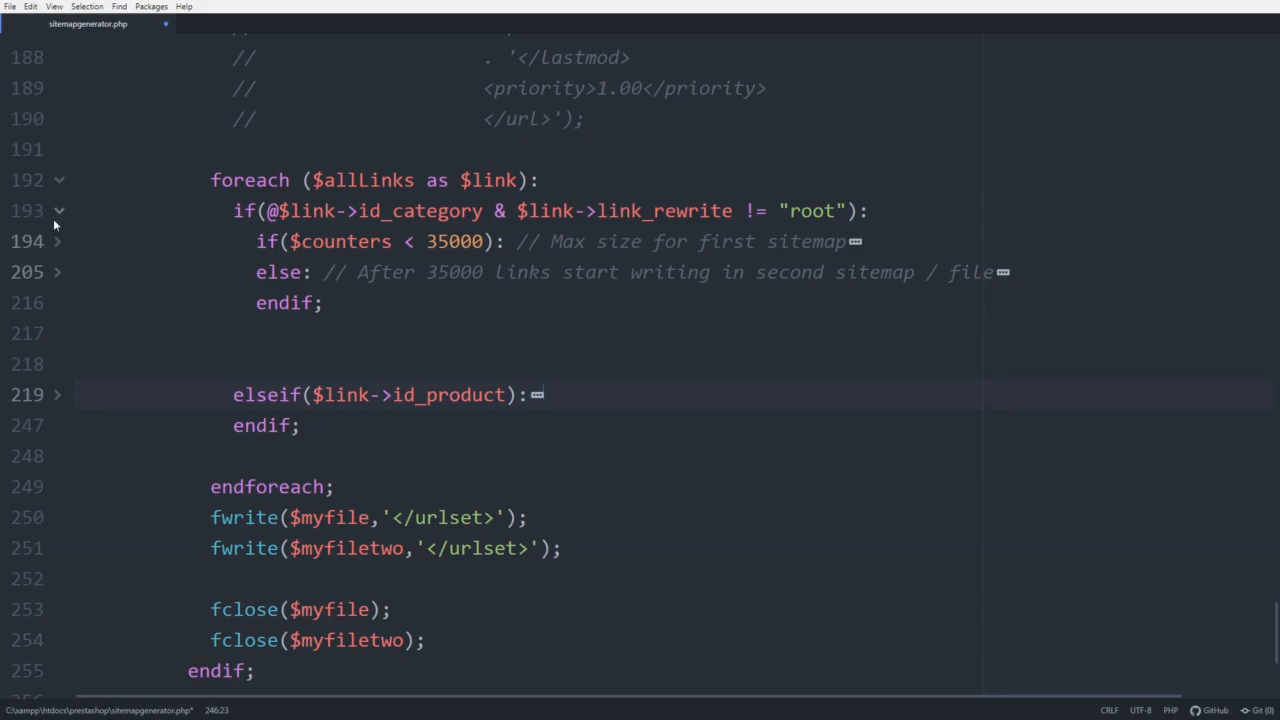 File Edit View Selection Find Packages Help
sitemapgenerator.php
188 // . '</lastmod>
189 // <priority>1.00</priority>
190 // </url>');
191
192 foreach ($allLinks as $link):
193 if(@$link->id_category & $link->link_rewrite != "root"):
194 if($counters < 35000): // Max size for first sitemap
205 else: // After 35000 links start writing in second sitemap / file
216 endif;
217
218
219 elseif($link->id_product):
247 endif;
248
249 endforeach;
250 fwrite($myfile,'</urlset>');
251 fwrite($myfiletwo,'</urlset>');
252
253 fclose($myfile);
254 fclose($myfiletwo);
255 endif;
C:\xampp\htdocs\prestashop\sitemapgenerator.php* 246:23 CRLF UTF-8 PHP GitHub Git (0)